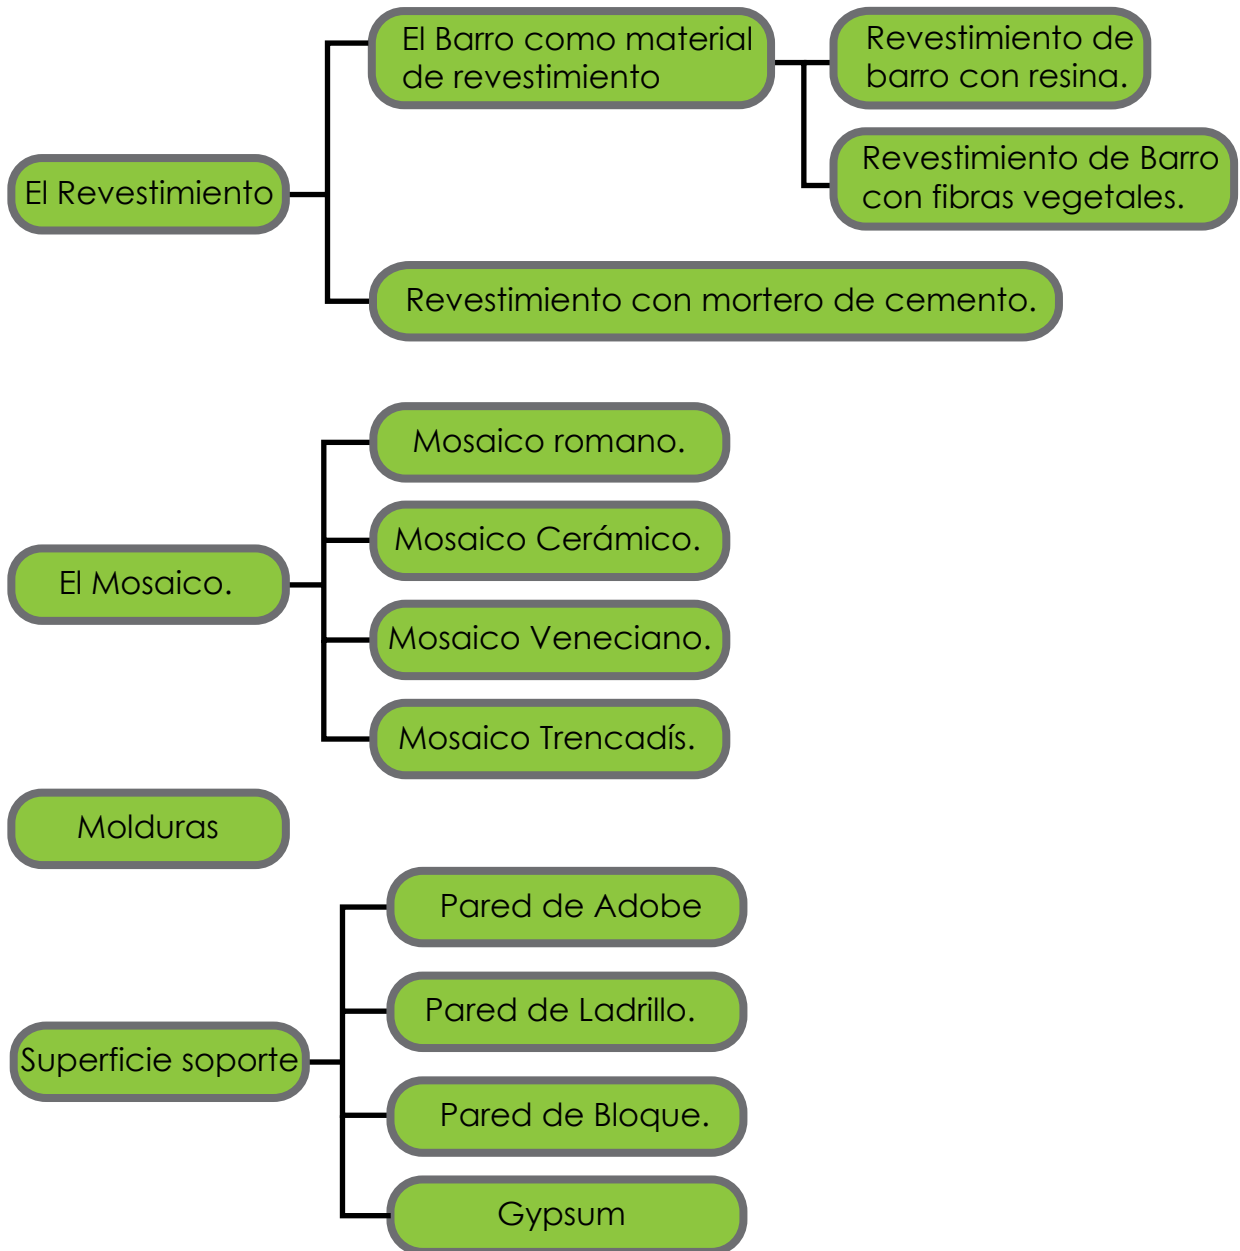 El Barro como material
de revestimiento
Revestimiento de
barro con resina.
Revestimiento de Barro
con fibras vegetales.
El Revestimiento
Revestimiento con mortero de cemento.
Mosaico romano.
Mosaico Cerámico.
El Mosaico.
Mosaico Veneciano.
Mosaico Trencadís.
Molduras
Pared de Adobe
Pared de Ladrillo.
Superficie soporte
Pared de Bloque.
Gypsum